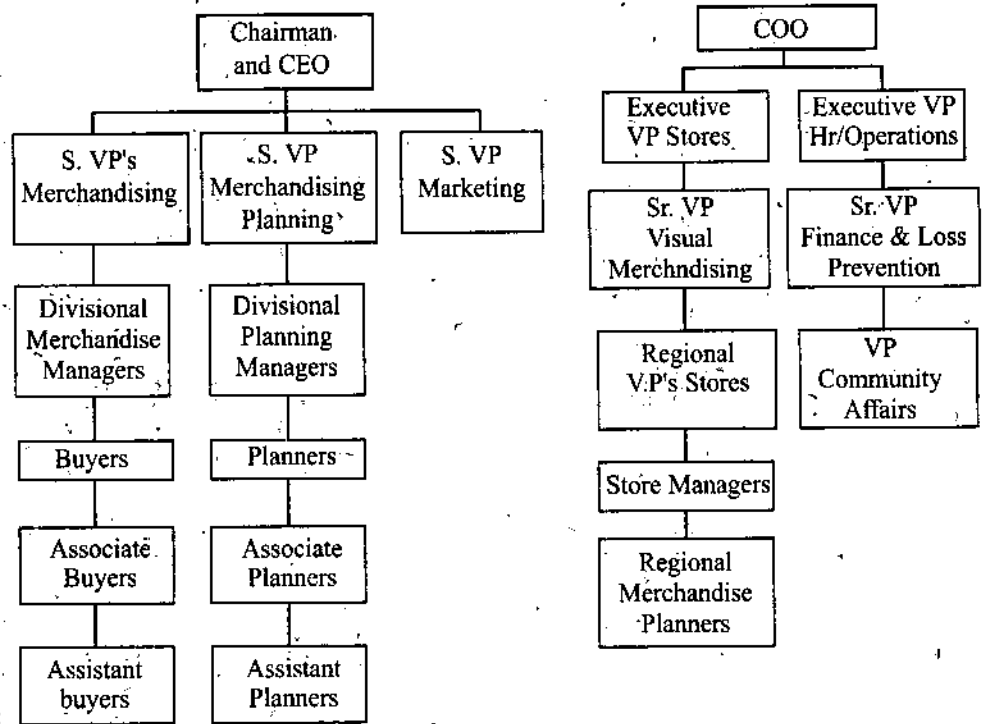 Chairman
and CEO
S. VP's
Merchandising
S. VP
Merchandising
Planning
S. VP
Marketing
Divisional
Merchandise
Managers
Divisional
Planning
Managers
Buyers
Planners
Associate
Buyers
Associate
Planners
Assistant
buyers
Assistant
Planners
COO
Executive
VP Stores
Executive VP
Hr/Operations
Sr. VP
Visual
Merchndising
Sr. VP
Finance & Loss
Prevention
Regional
V.P's Stores
VP
Community
Affairs
Store Managers
Regional
Merchandise
Planners